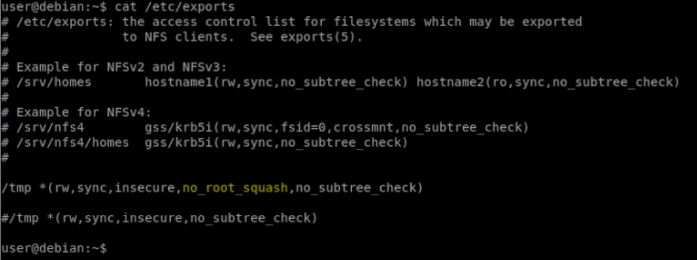 user@debian:~$ cat /etc/exports
# /etc/exports: the access control list for filesystems which may be exported
#               to NFS clients.  See exports(5).
#
# Example for NFSv2 and NFSv3:
# /srv/homes       hostname1(rw,sync,no_subtree_check) hostname2(ro,sync,no_subtree_check)
#
# Example for NFSv4:
# /srv/nfs4        gss/krb5i(rw,sync,fsid=0,crossmnt,no_subtree_check)
# /srv/nfs4/homes  gss/krb5i(rw,sync,no_subtree_check)
#
/tmp *(rw,sync,insecure,no_root_squash,no_subtree_check)
#/tmp *(rw,sync,insecure,no_subtree_check)
user@debian:~$